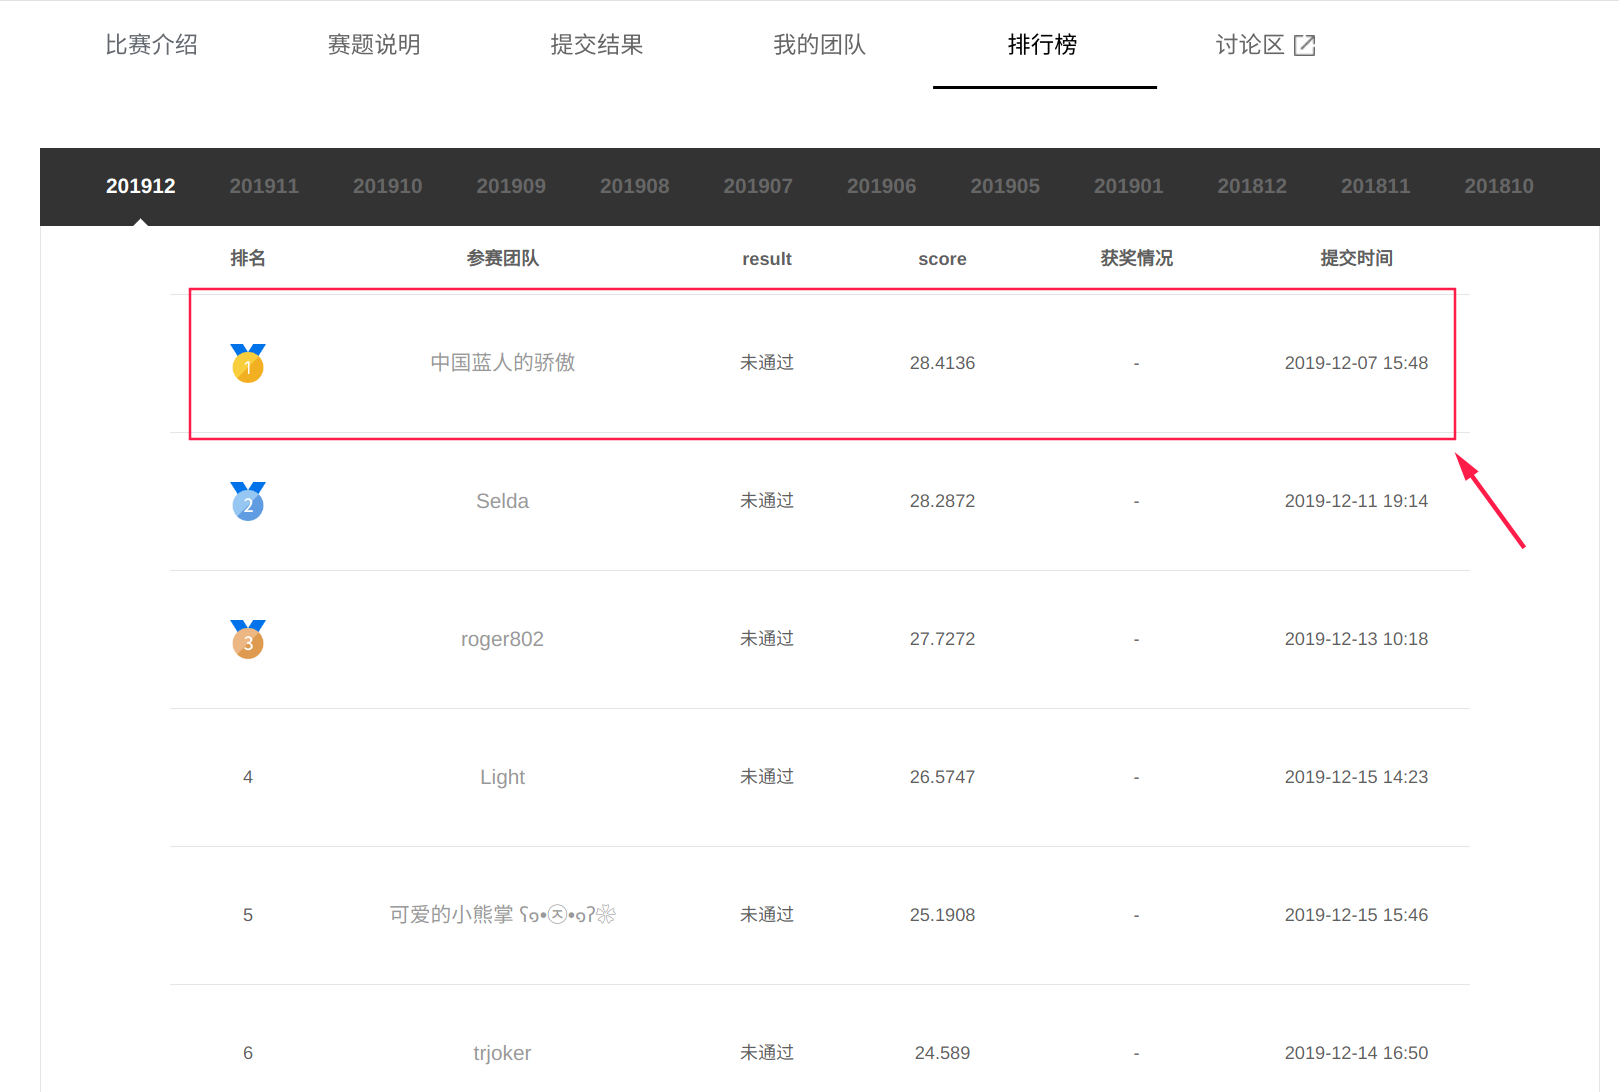 比赛介绍 赛题说明 提交结果 我的团队 排行榜 讨论区
201912 201911 201910 201909 201908 201907 201906 201905 201901 201812 201811 201810
排名 参赛团队 result score 获奖情况 提交时间
1 中国蓝人的骄傲 未通过 28.4136 - 2019-12-07 15:48
2 Selda 未通过 28.2872 - 2019-12-11 19:14
3 roger802 未通过 27.7272 - 2019-12-13 10:18
4 Light 未通过 26.5747 - 2019-12-15 14:23
5 可爱的小熊掌 ʕ๑•㉨•๑ʔ❀ 未通过 25.1908 - 2019-12-15 15:46
6 trjoker 未通过 24.589 - 2019-12-14 16:50